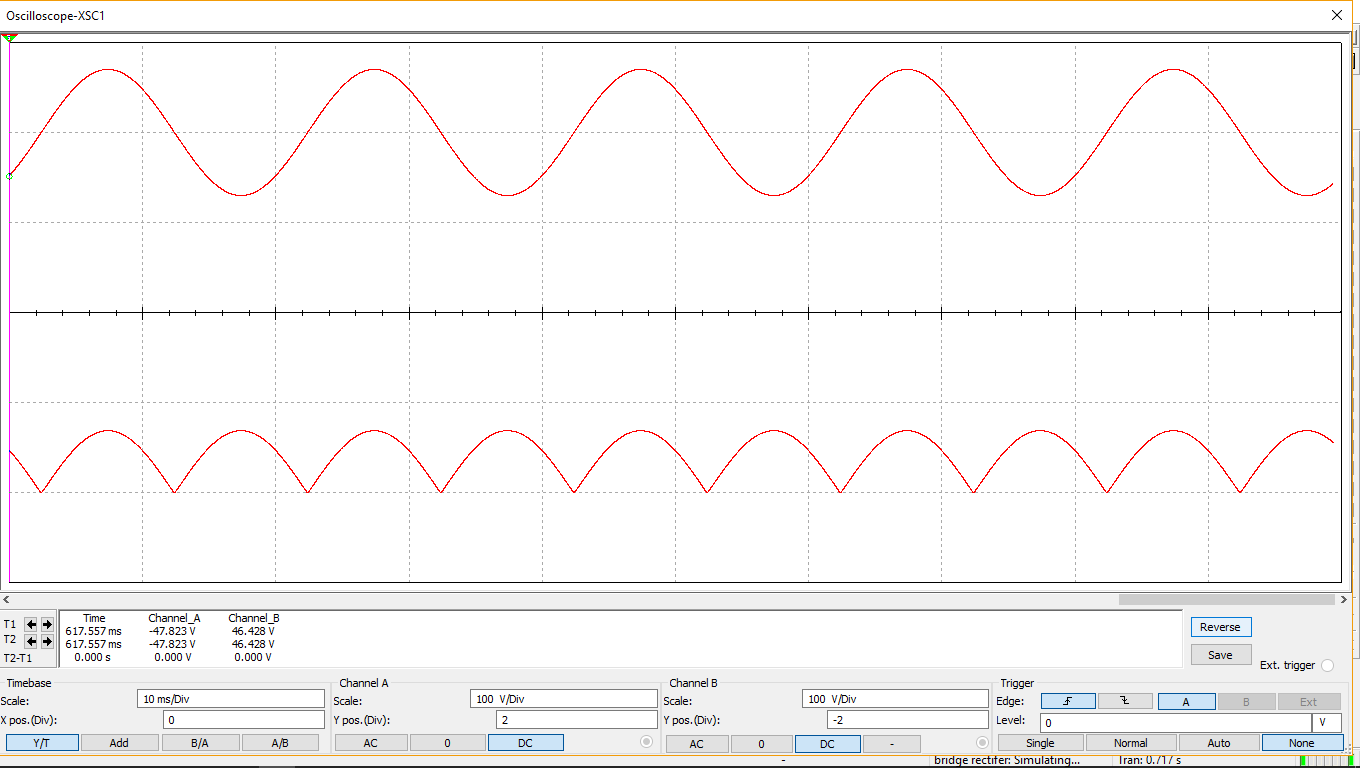 Oscilloscope-XSC1
Time Channel_A Channel_B
T1 617.557 ms -47.823 V 46.428 V
T2 617.557 ms -47.823 V 46.428 V
T2-T1 0.000 s 0.000 V 0.000 V
Reverse
Save
Ext. trigger
Timebase
Scale: 10 ms/Div
X pos.(Div): 0
Y/T Add B/A A/B
Channel A
Scale: 100 V/Div
Y pos.(Div): 2
AC 0 DC
Channel B
Scale: 100 V/Div
Y pos.(Div): -2
AC 0 DC -
Trigger
Edge: A B Ext
Level: 0 V
Single Normal Auto None
- bridge rectifer: Simulating... Tran: 0.717 s